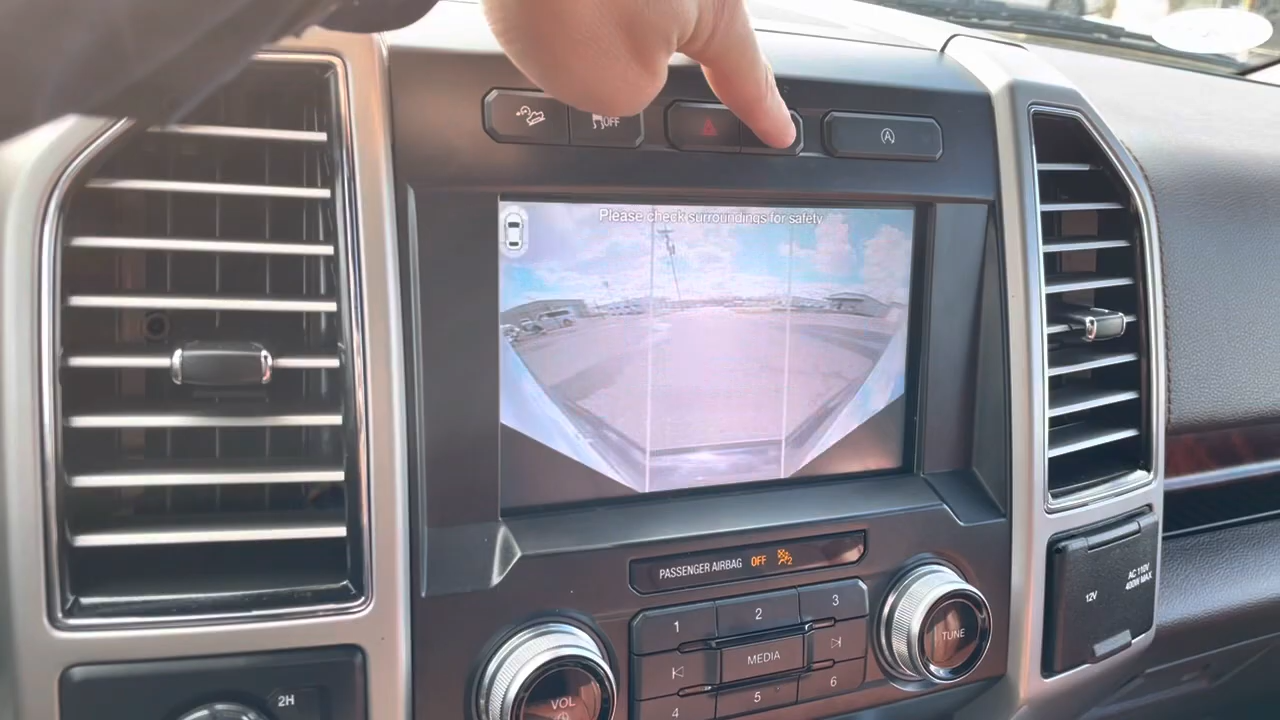 OFF
A
Please check surroundings for safety
PASSENGER AIRBAG OFF 2
1 2 3
MEDIA
4 5 6
VOL
TUNE
2H
12V
AC 110V
400W MAX